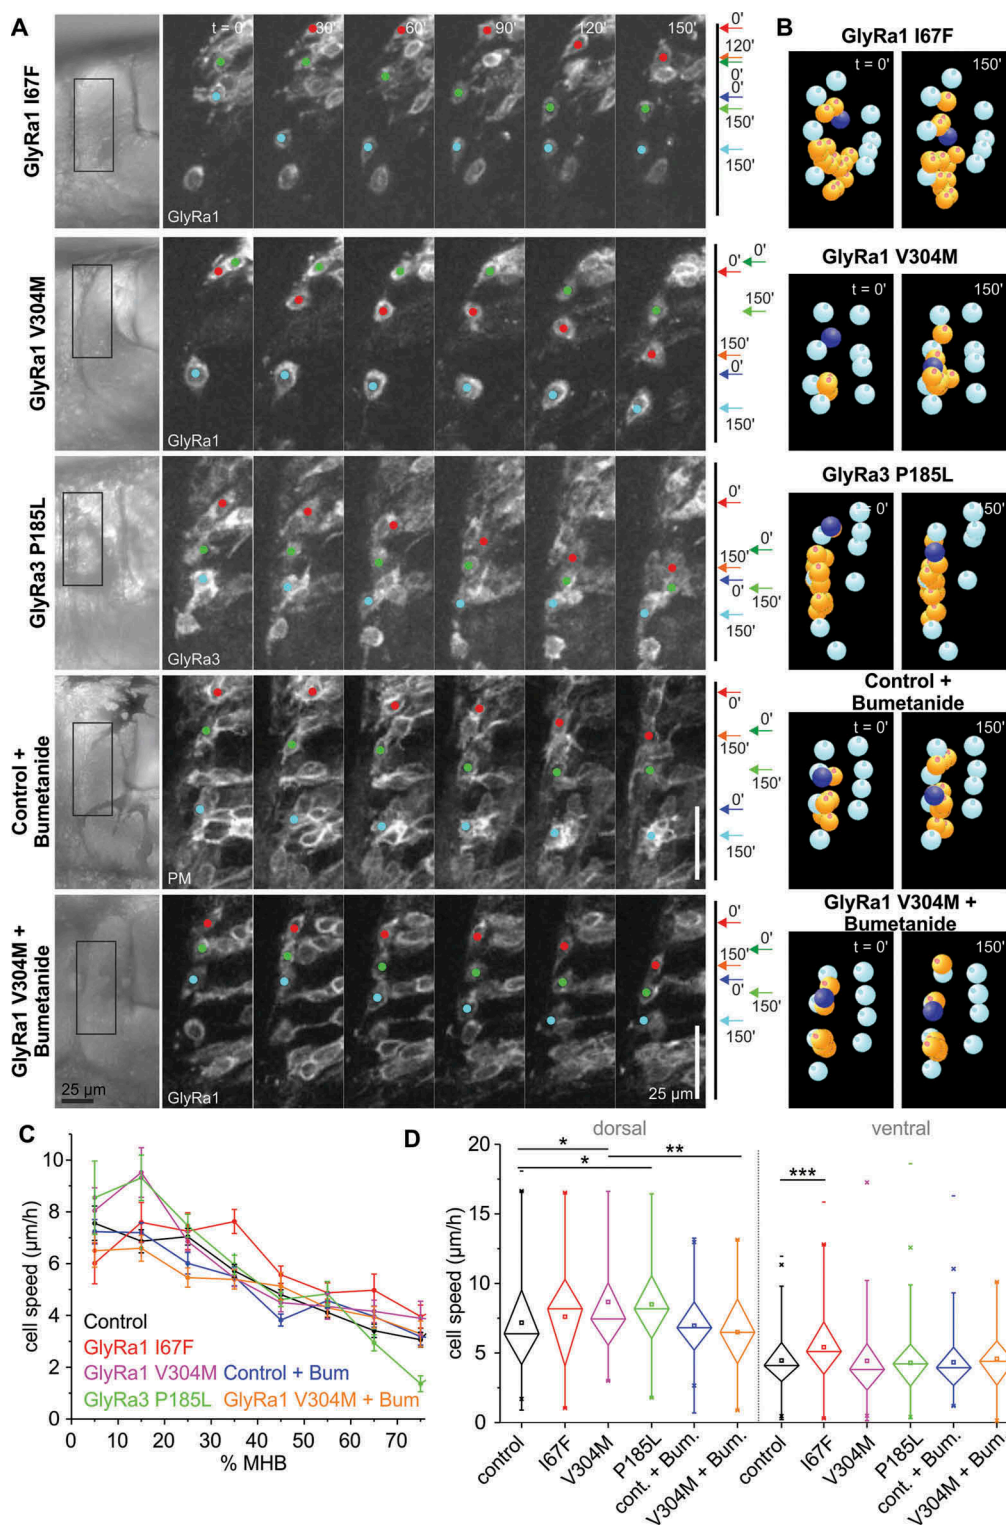 A
B
GlyRa1 I67F
t = 0' 30' 60' 90' 120' 150'
GlyRa1
0'
120'
0'
0'
150'
150'
GlyRa1 I67F
t = 0' 150'
GlyRa1 V304M
GlyRa1
0'
150'
150'
0'
150'
GlyRa1 V304M
t = 0' 150'
GlyRa3 P185L
GlyRa3
0'
0'
150'
0'
150'
150'
GlyRa3 P185L
t = 0' 150'
Control +
Bumetanide
PM
0'
0'
150'
150'
0'
150'
Control +
Bumetanide
t = 0' 150'
GlyRa1 V304M +
Bumetanide
25 µm
GlyRa1
25 µm
0'
0'
150'
0'
150'
150'
GlyRa1 V304M +
Bumetanide
t = 0' 150'
C
cell speed (µm/h)
10
8
6
4
2
0
0 10 20 30 40 50 60 70
% MHB
Control
GlyRa1 I67F
GlyRa1 V304M Control + Bum
GlyRa3 P185L GlyRa1 V304M + Bum
D
dorsal ventral
cell speed (µm/h)
20
15
10
5
0
* ** * ***
control I67F V304M P185L cont. + Bum. V304M + Bum.
control I67F V304M P185L cont. + Bum. V304M + Bum.